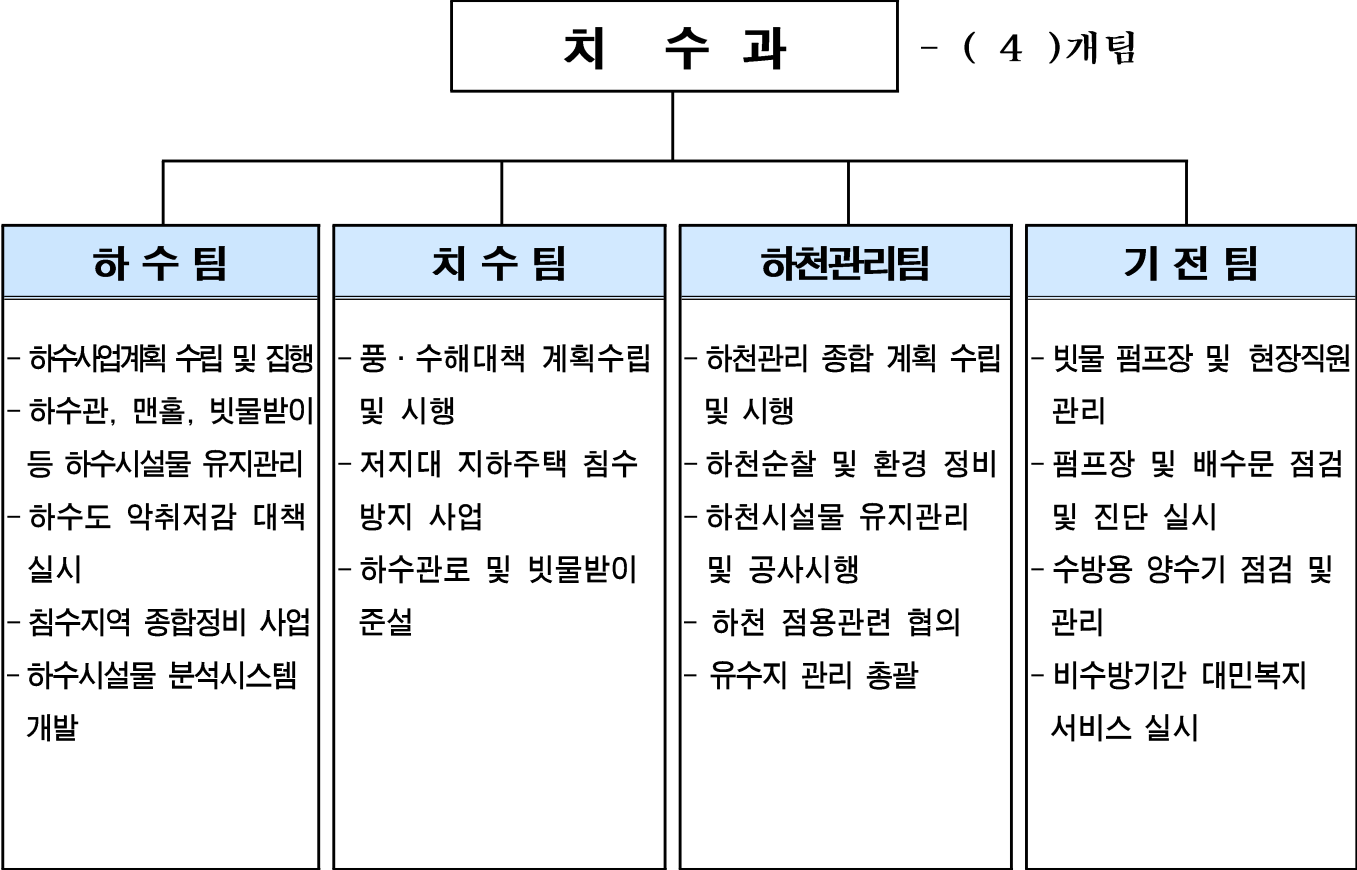 치 수 과 - ( 4 )개팀
하 수 팀
- 하수사업계획 수립 및 집행
- 하수관, 맨홀, 빗물받이
등 하수시설물 유지관리
- 하수도 악취저감 대책
실시
- 침수지역 종합정비 사업
- 하수시설물 분석시스템
개발
치 수 팀
- 풍 · 수해대책 계획수립
및 시행
- 저지대 지하주택 침수
방지 사업
- 하수관로 및 빗물받이
준설
하천관리팀
- 하천관리 종합 계획 수립
및 시행
- 하천순찰 및 환경 정비
- 하천시설물 유지관리
및 공사시행
- 하천 점용관련 협의
- 유수지 관리 총괄
기 전 팀
- 빗물 펌프장 및 현장직원
관리
- 펌프장 및 배수문 점검
및 진단 실시
- 수방용 양수기 점검 및
관리
- 비수방기간 대민복지
서비스 실시